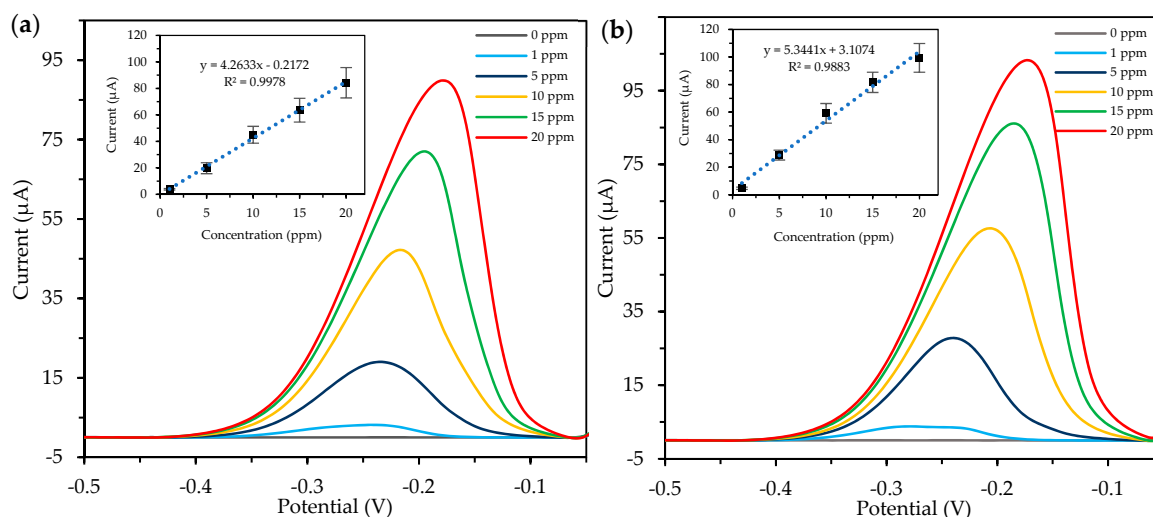 (a)
95
75
55
35
15
-5
Current (µA)
-0.5
-0.4
-0.3
-0.2
-0.1
Potential (V)
120
100
80
60
40
20
0
Current (µA)
y = 4.2633x - 0.2172
R² = 0.9978
0
5
10
15
20
Concentration (ppm)
0 ppm
1 ppm
5 ppm
10 ppm
15 ppm
20 ppm
(b)
95
75
55
35
15
-5
Current (µA)
-0.5
-0.4
-0.3
-0.2
-0.1
Potential (V)
120
100
80
60
40
20
0
Current (µA)
y = 5.3441x + 3.1074
R² = 0.9883
0
5
10
15
20
Concentration (ppm)
0 ppm
1 ppm
5 ppm
10 ppm
15 ppm
20 ppm